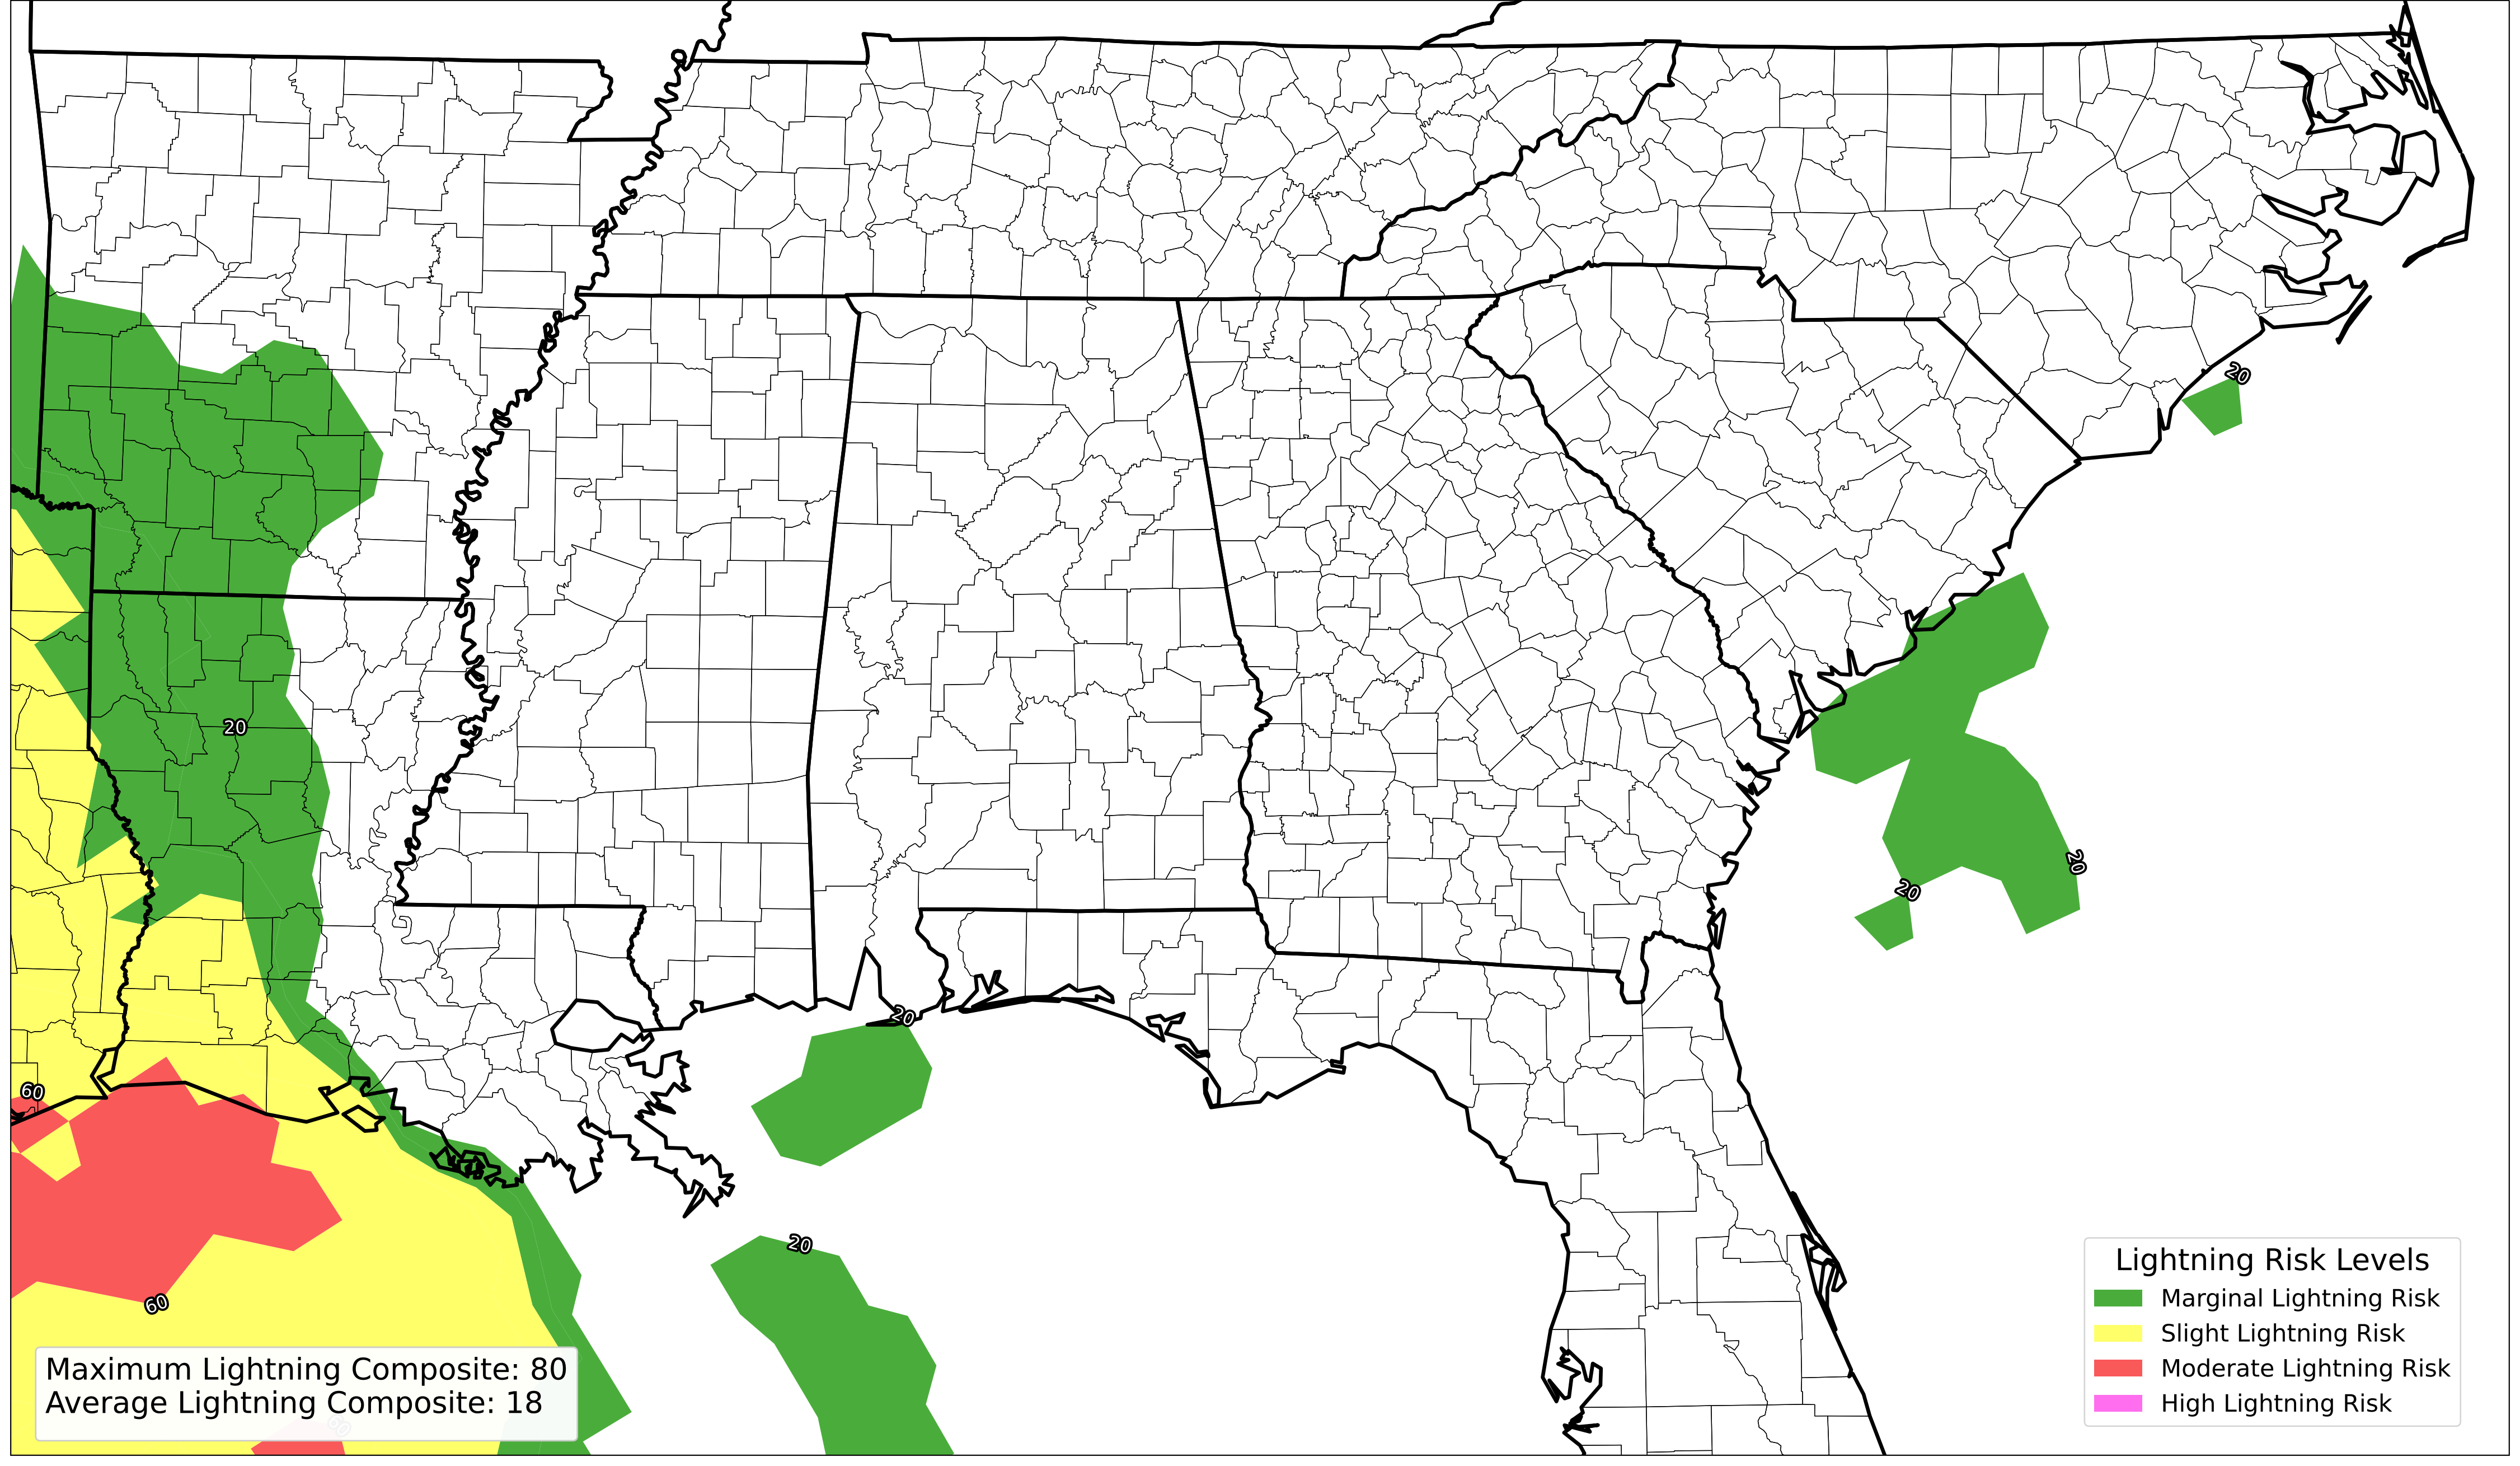 20
20
20
20
20
60
20
60
60
Maximum Lightning Composite: 80
Average Lightning Composite: 18
Lightning Risk Levels
Marginal Lightning Risk
Slight Lightning Risk
Moderate Lightning Risk
High Lightning Risk